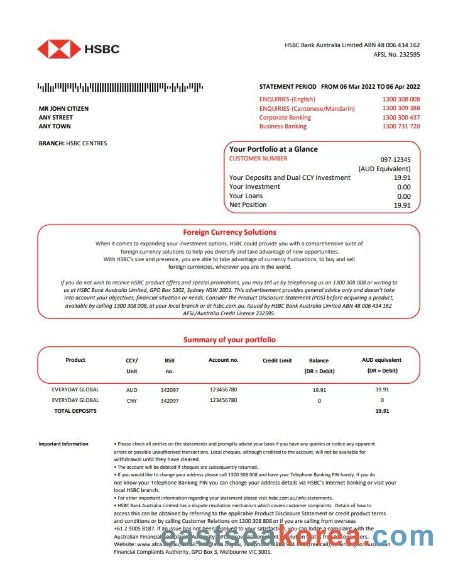 HSBC
HSBC Bank Australia Limited ABN 48 006 434 162
AFSL No. 232595
STATEMENT PERIOD FROM 06 Mar 2022 TO 06 Apr 2022
ENQUIRIES-(English) 1300 308 008
MR JOHN CITIZEN ENQUIRIES-(Cantonese/Mandarin) 1300 309 388
ANY STREET Corporate Banking 1300 300 437
ANY TOWN Business Banking 1300 731 720
BRANCH: HSBC CENTRES
Your Portfolio at a Glance
CUSTOMER NUMBER 097-12345
(AUD Equivalent)
Your Deposits and Dual CCY Investment 19.91
Your Investment 0.00
Your Loans 0.00
Net Position 19.91
Foreign Currency Solutions
When it comes to expanding your investment options, HSBC could provide you with a comprehensive suite of
foreign currency solutions to help you diversify and take advantage of new opportunities.
With HSBC's size and presence, you are able to take advantage of currency fluctuations, to buy and sell
foreign currencies, wherever you are in the world.
If you do not wish to receive HSBC product offers and special promotions, you may tell us by telephoning us on 1300 308 008 or writing to
us at HSBC Bank Australia Limited, GPO Box 5302, Sydney NSW 2001. This advertisement provides general advice only and doesn't take
into account your objectives, financial situation or needs. Consider the Product Disclosure Statement (PDS) before acquiring a product,
available by calling 1300 308 008, at your local branch or at hsbc.com.au. Issued by HSBC Bank Australia Limited ABN 48 006 434 162
AFSL/Australia Credit Licence 232595.
Summary of your portfolio
Product CCY/ BSB Account no. Credit Limit Balance AUD equivalent
Unit no. (DR = Debit) (DR = Debit)
EVERYDAY GLOBAL AUD 342097 123456780 19.91 19.91
EVERYDAY GLOBAL CNY 342097 123456780 0 0
TOTAL DEPOSITS 19.91
Important Information • Please check all entries on the statements and promptly advise your bank if you have any queries or notice any apparent
errors or possible unauthorised transactions. Local cheques, although credited to the account, will not be available for
withdrawal until they have cleared.
• The account will be debited if cheques are subsequently returned.
• If you would like to change your address please call 1300 308 008 and have your Telephone Banking PIN handy. If you do
not know your Telephone Banking PIN you can change your address details via HSBC's Internet Banking or visit your
local HSBC branch.
• For other important information regarding your statement please visit hsbc.com.au/info-statements.
• HSBC Bank Australia Limited has a dispute resolution mechanism which covers customer complaints. Details of how to
access this can be obtained by referring to the applicable Product Disclosure Statement or credit product terms
and conditions or by calling Customer Relations on 1300 308 808 or if you are calling from overseas
+61 2 9005 8187. If an issue has not been resolved to your satisfaction, you can lodge a complaint with the
Australian Financial
Website: www.afca.org.au
Financial Complaints Authority, GPO Box 3, Melbourne VIC 3001.
eastseakorea.com